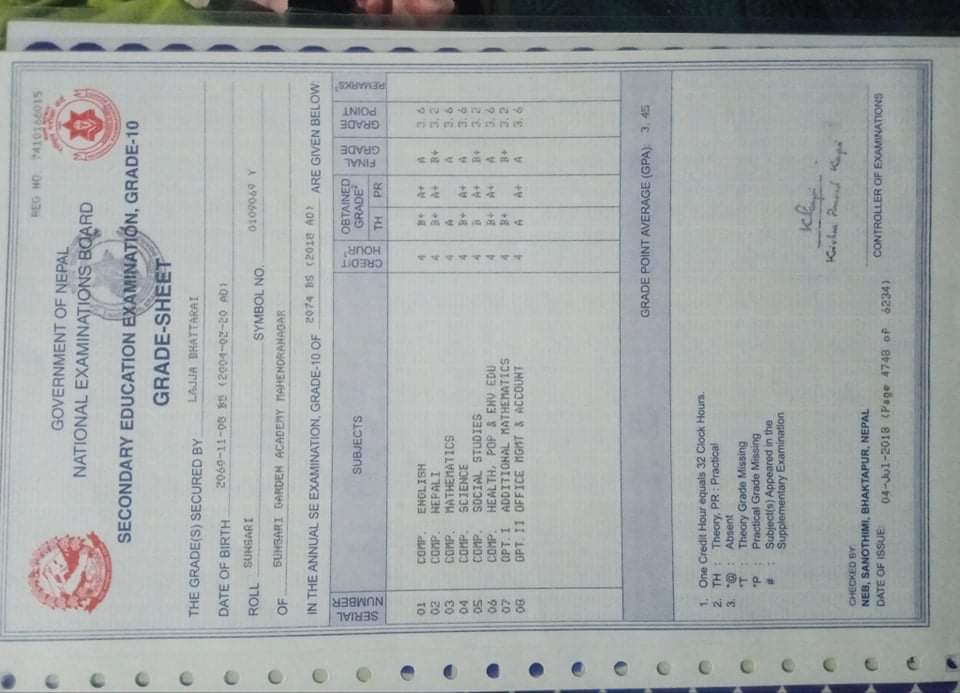 REG NO 7410166015
GOVERNMENT OF NEPAL
NATIONAL EXAMINATIONS BOARD
SECONDARY EDUCATION EXAMINATION, GRADE-10
GRADE-SHEET
THE GRADE(S) SECURED BY LAJJA BHATTARAI
DATE OF BIRTH 2060-11-08 BS (2004-02-20 AD)
ROLL SUNSARI SYMBOL NO. 0109069 Y
OF SUNSARI GARDEN ACADEMY MAHENDRANAGAR
IN THE ANNUAL SE EXAMINATION, GRADE-10 OF 2074 BS (2018 AD) ARE GIVEN BELOW:
SERIAL NUMBER SUBJECTS CREDIT HOUR1 OBTAINED GRADE2 TH PR FINAL GRADE GRADE POINT REMARKS3
01 COMP. ENGLISH 4 B+ A+ A 3.6
02 COMP. NEPALI 4 B+ A+ B+ 3.2
03 COMP. MATHEMATICS 4 A A 3.6
04 COMP. SCIENCE 4 B+ A+ A 3.6
05 COMP. SOCIAL STUDIES 4 B+ A+ B+ 3.2
06 COMP. HEALTH, POP & ENV EDU 4 B+ A+ A 3.6
07 OPT.I ADDITIONAL MATHEMATICS 4 B+ B+ 3.2
08 OPT.II OFFICE MGMT & ACCOUNT 4 A A+ A 3.6
GRADE POINT AVERAGE (GPA): 3.45
1. One Credit Hour equals 32 Clock Hours.
2. TH : Theory, PR : Practical
3. *@ : Absent
*T : Theory Grade Missing
*P : Practical Grade Missing
# : Subject(s) Appeared in the
Supplementary Examination
CHECKED BY:
NEB, SANOTHIMI, BHAKTAPUR, NEPAL
DATE OF ISSUE: 04-Jul-2018 (Page 4748 of 6234)
CONTROLLER OF EXAMINATIONS